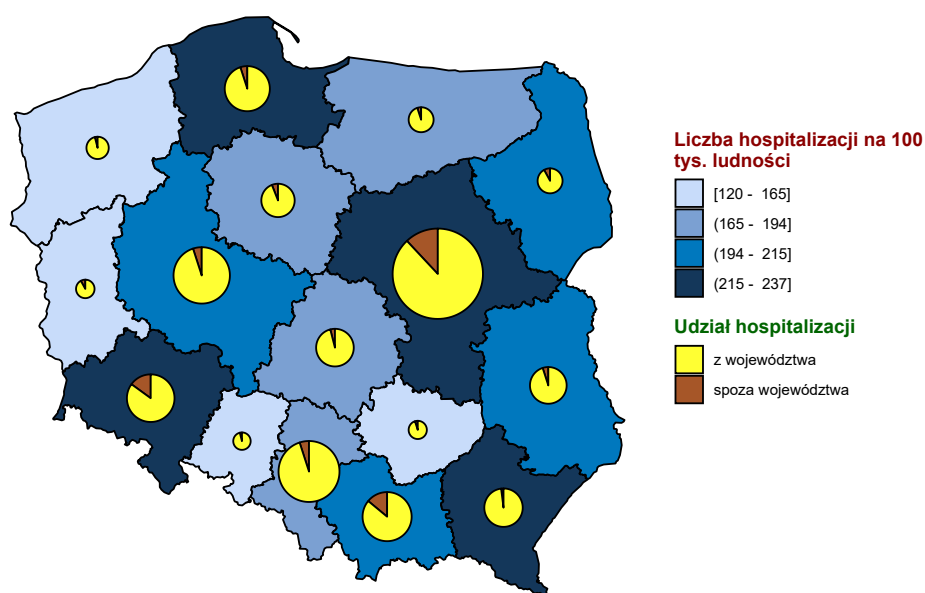 Liczba hospitalizacji na 100
tys. ludności
[120 - 165]
(165 - 194]
(194 - 215]
(215 - 237]
Udział hospitalizacji
z województwa
spoza województwa